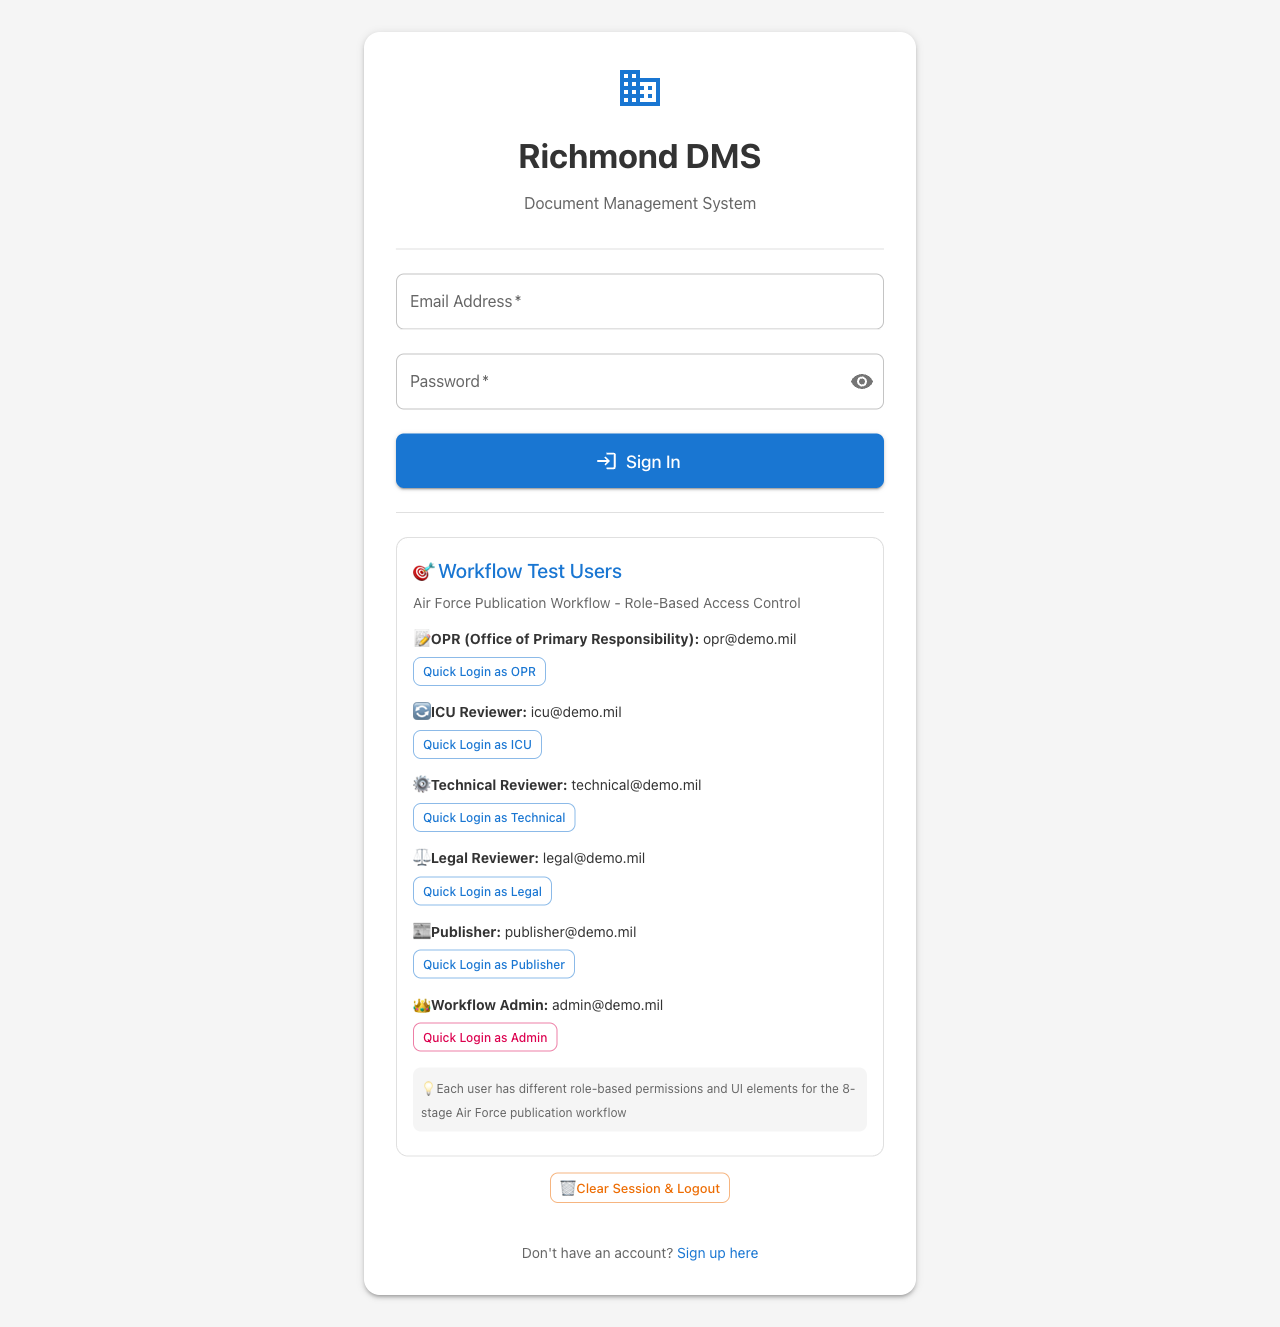 Richmond DMS
Document Management System
Email Address *
Password *
Sign In
🎯 Workflow Test Users
Air Force Publication Workflow - Role-Based Access Control
📝OPR (Office of Primary Responsibility): opr@demo.mil
Quick Login as OPR
🔄ICU Reviewer: icu@demo.mil
Quick Login as ICU
⚙️Technical Reviewer: technical@demo.mil
Quick Login as Technical
⚖️Legal Reviewer: legal@demo.mil
Quick Login as Legal
Publisher: publisher@demo.mil
Quick Login as Publisher
👑Workflow Admin: admin@demo.mil
Quick Login as Admin
💡Each user has different role-based permissions and UI elements for the 8-
stage Air Force publication workflow
🗑️Clear Session & Logout
Don't have an account? Sign up here